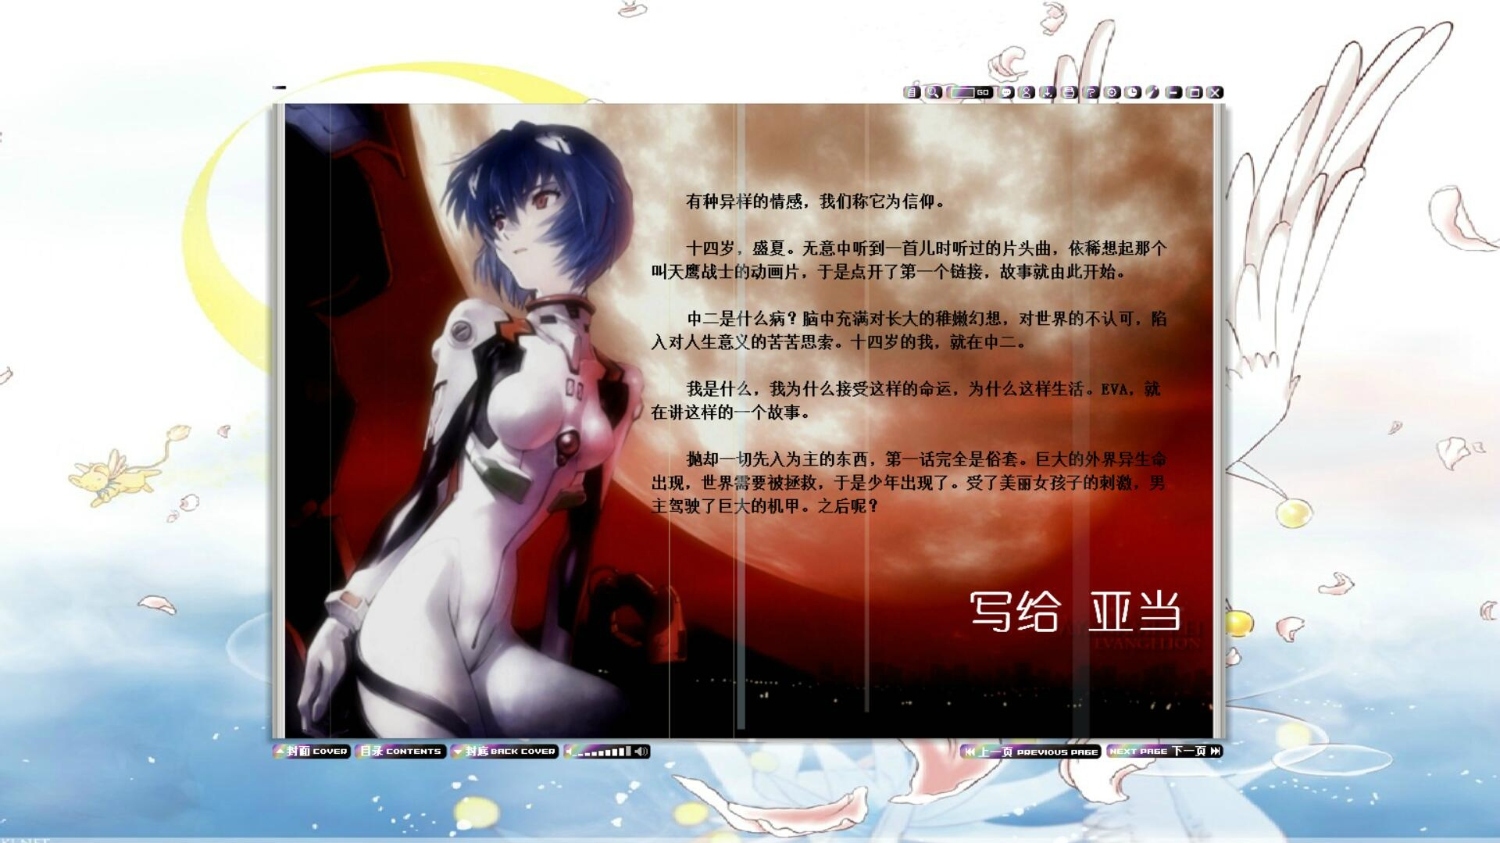 GO
有种异样的情感，我们称它为信仰。
十四岁，盛夏。无意中听到一首儿时听过的片头曲，依稀想起那个
叫天鹰战士的动画片，于是点开了第一个链接，故事就由此开始。
中二是什么病？脑中充满对长大的稚嫩幻想，对世界的不认可，陷
入对人生意义的苦苦思索。十四岁的我，就在中二。
我是什么，我为什么接受这样的命运，为什么这样生活。EVA，就
在讲这样的一个故事。
抛却一切先入为主的东西，第一话完全是俗套。巨大的外界异生命
出现，世界需要被拯救，于是少年出现了。受了美丽女孩子的刺激，男
主驾驶了巨大的机甲。之后呢？
写给 亚当
EVANGELION
封面 COVER 目录 CONTENTS 封底 BACK COVER 上一页 PREVIOUS PAGE NEXT PAGE 下一页